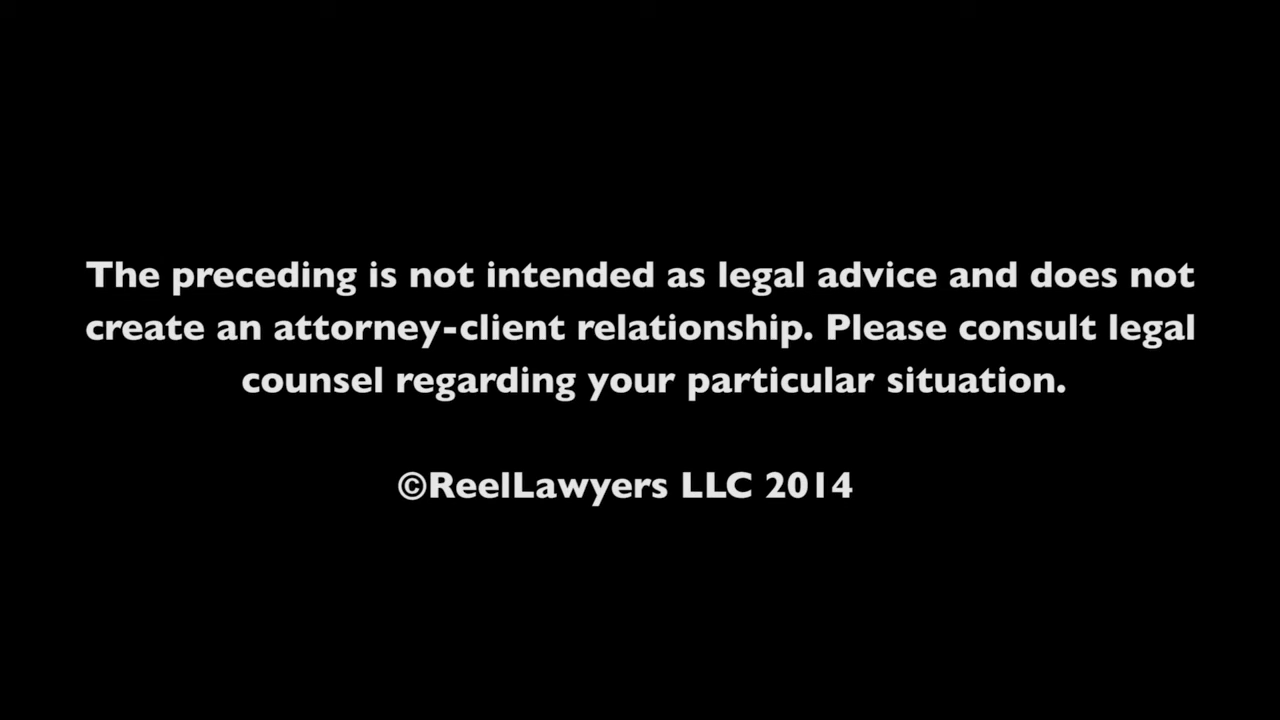 The preceding is not intended as legal advice and does not
create an attorney-client relationship. Please consult legal
counsel regarding your particular situation.
©ReelLawyers LLC 2014